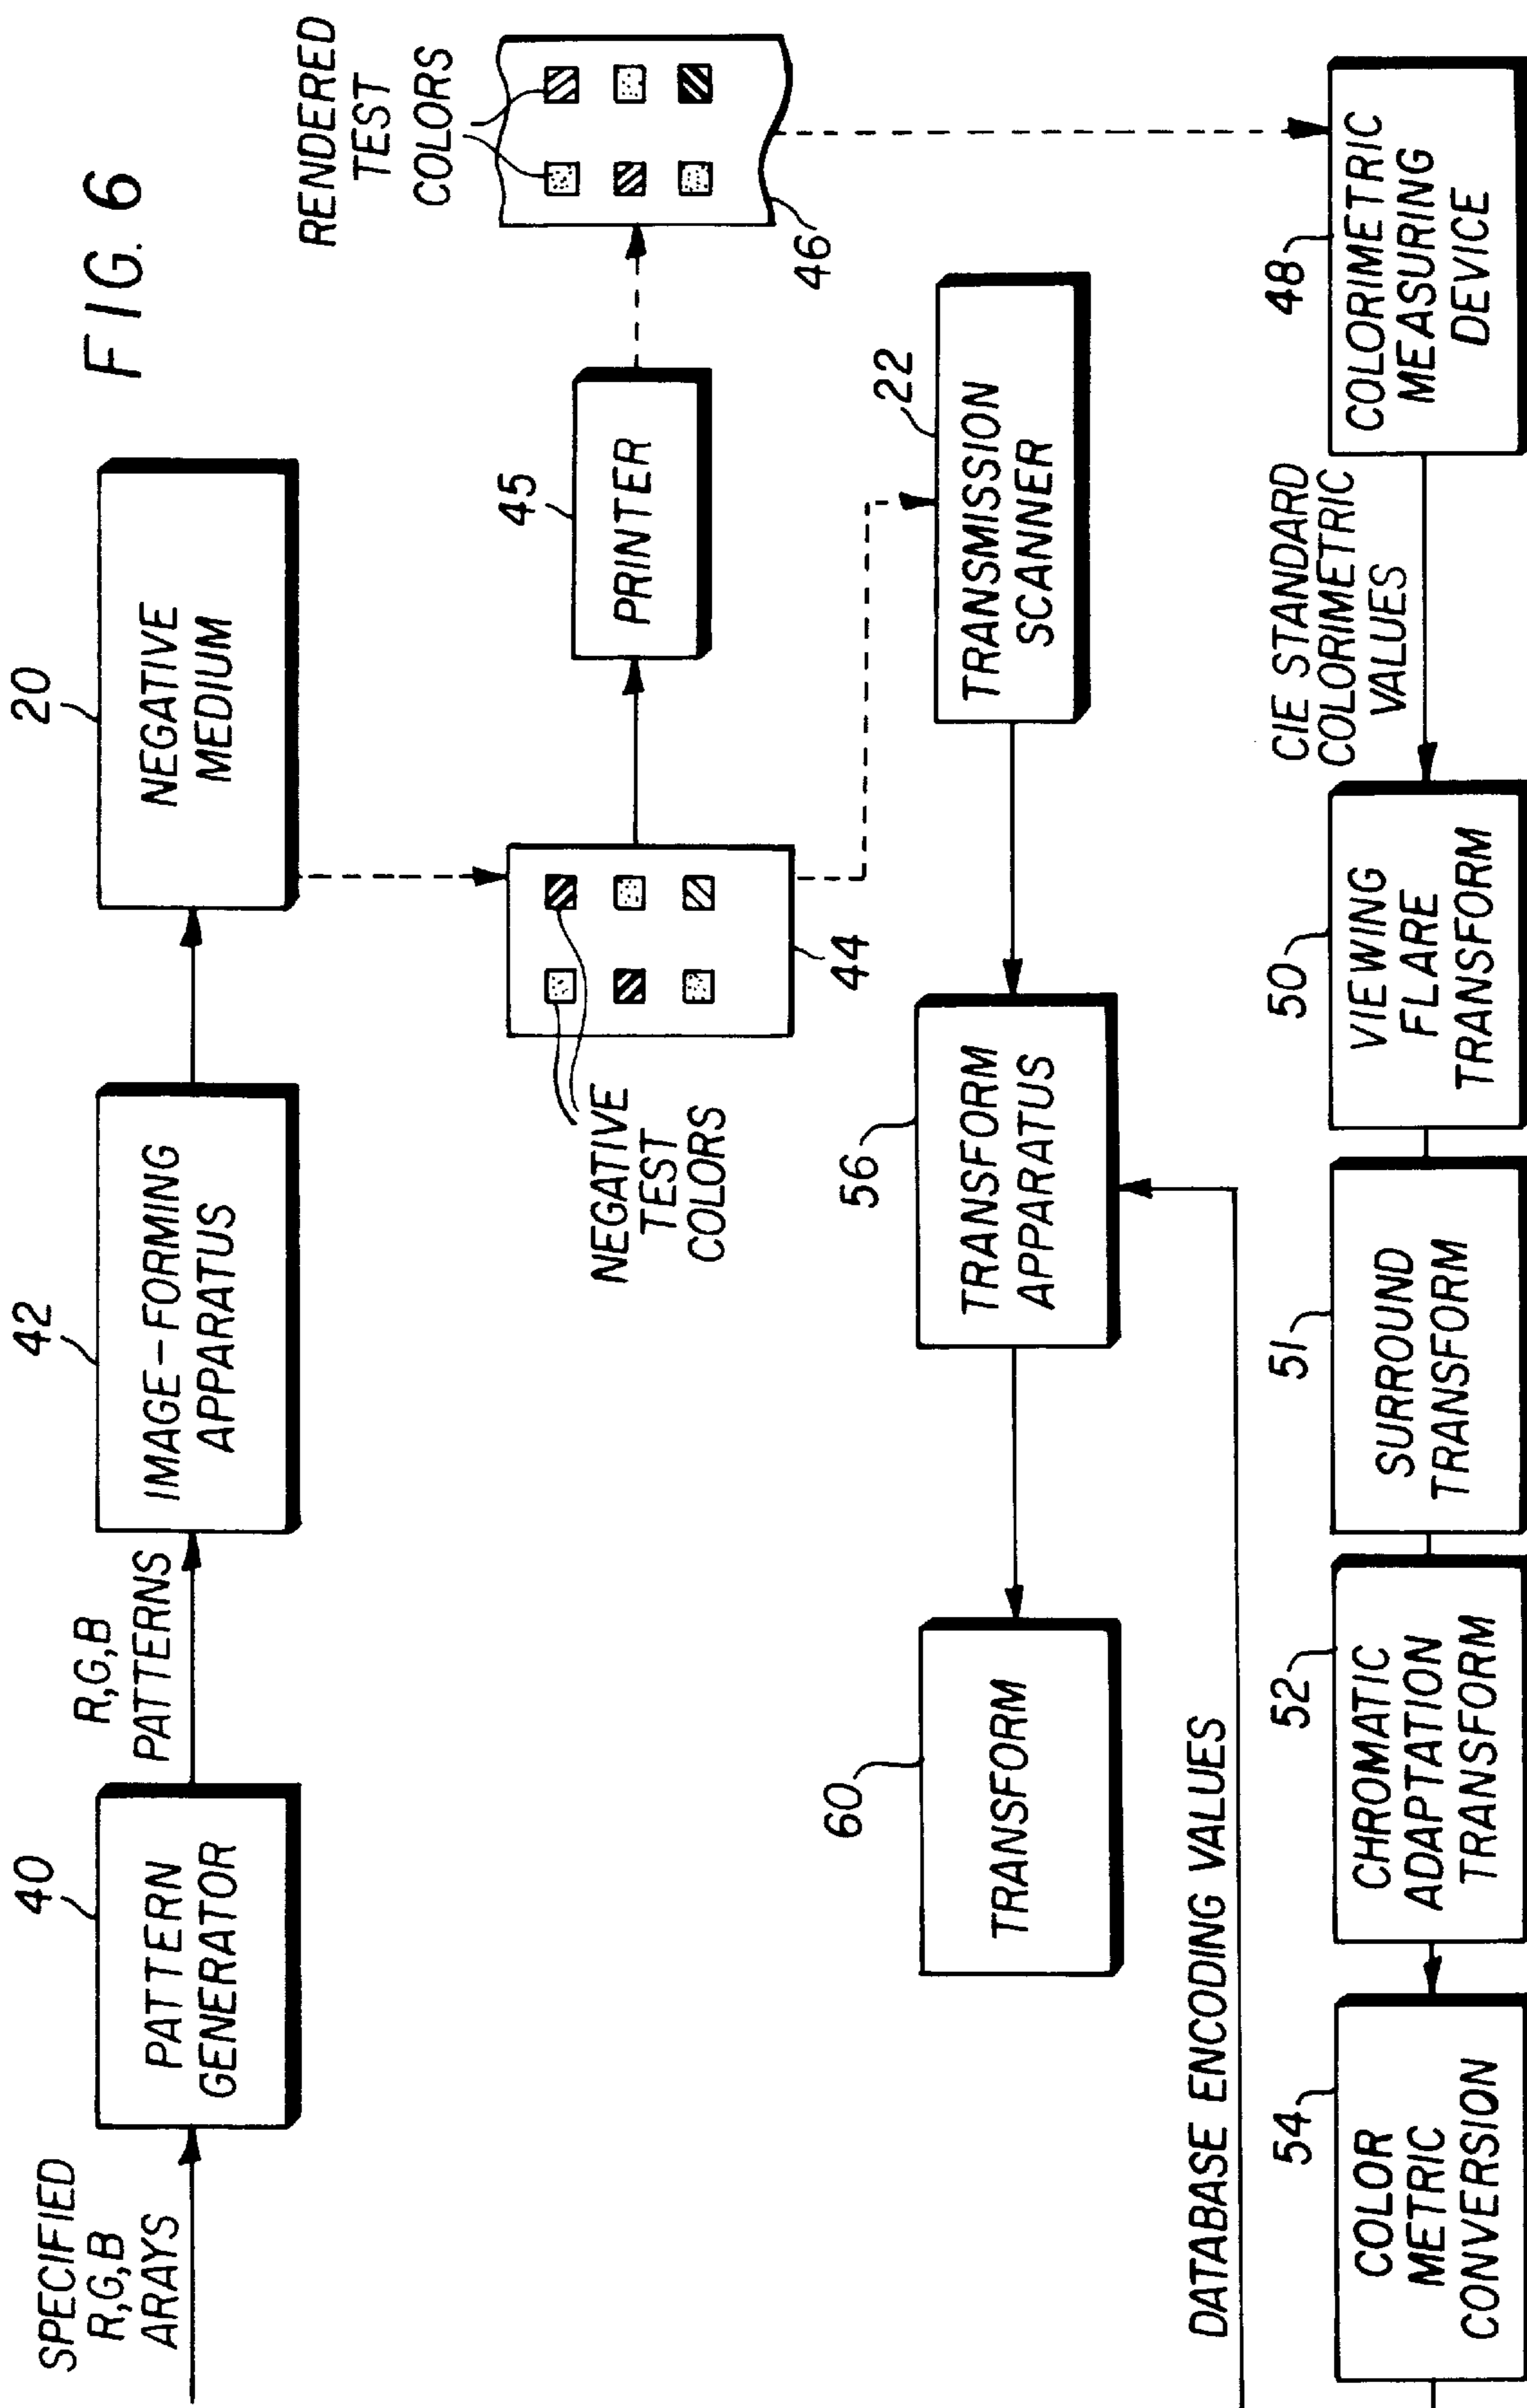 FIG. 6
SPECIFIED
R,G,B
ARAYS
40
PATTERN
GENERATOR
R,G,B
PATTERNS
42
IMAGE-FORMING
APPARATUS
20
NEGATIVE
MEDIUM
NEGATIVE
TEST
COLORS
44
45
PRINTER
RENDERED
TEST
COLORS
46
22
TRANSMISSION
SCANNER
56
TRANSFORM
APPARATUS
60
TRANSFORM
DATABASE ENCODING VALUES
48
COLORIMETRIC
MEASURING
DEVICE
CIE STANDARD
COLORIMETRIC
VALUES
50
VIEWING
FLARE
TRANSFORM
51
SURROUND
TRANSFORM
52
CHROMATIC
ADAPTATION
TRANSFORM
54
COLOR
METRIC
CONVERSION